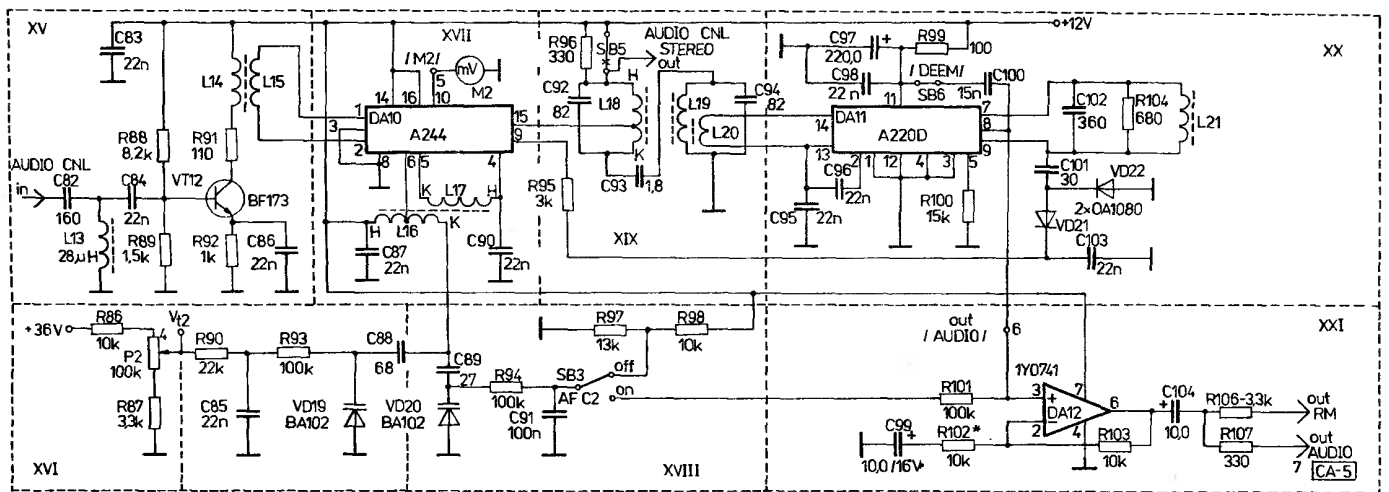 XV
C83
22n
L14
L15
R88
8,2k
R91
110
AUDIO CNL
in
C82
160
C84
22n
VT12
BF173
L13
28µH
R89
1,5k
R92
1k
C86
22n
XVII
/M2/
5
mV
M2
14
16
10
1
3
2
DA10
A244
15
9
8
6
5
4
K
L17
H
H
L16
K
C87
22n
C90
22n
R96
330
SB5
*
AUDIO CNL
STEREO
out
C92
82
H
L18
K
C93
1,8
L19
L20
C94
82
R95
3k
XIX
+12V
XX
C97
220,0
+
R99
100
C98
22n
/DEEM/
SB6
C100
15n
11
14
13
DA11
A220D
7
8
9
2
1
12
4
3
5
C96
22n
C95
22n
R100
15k
C102
360
R104
680
L21
C101
30
VD22
2×OA1080
VD21
C103
22n
+36V
R86
10k
P2
100k
4
R87
33k
XVI
Vt2
R90
22k
C85
22n
R93
100k
C88
68
VD19
BA102
VD20
BA102
C89
27
R94
100k
C91
100n
SB3
AFC2
off
on
R97
13k
R98
10k
XVIII
out
/AUDIO/
6
XXI
R101
100k
1Y0741
3
+
DA12
2
7
4
6
C99
+
10,0/16V
R102*
10k
R103
10k
+
C104
10,0
R106-3,3k
out
RM
R107
330
out
AUDIO
7
CA-5